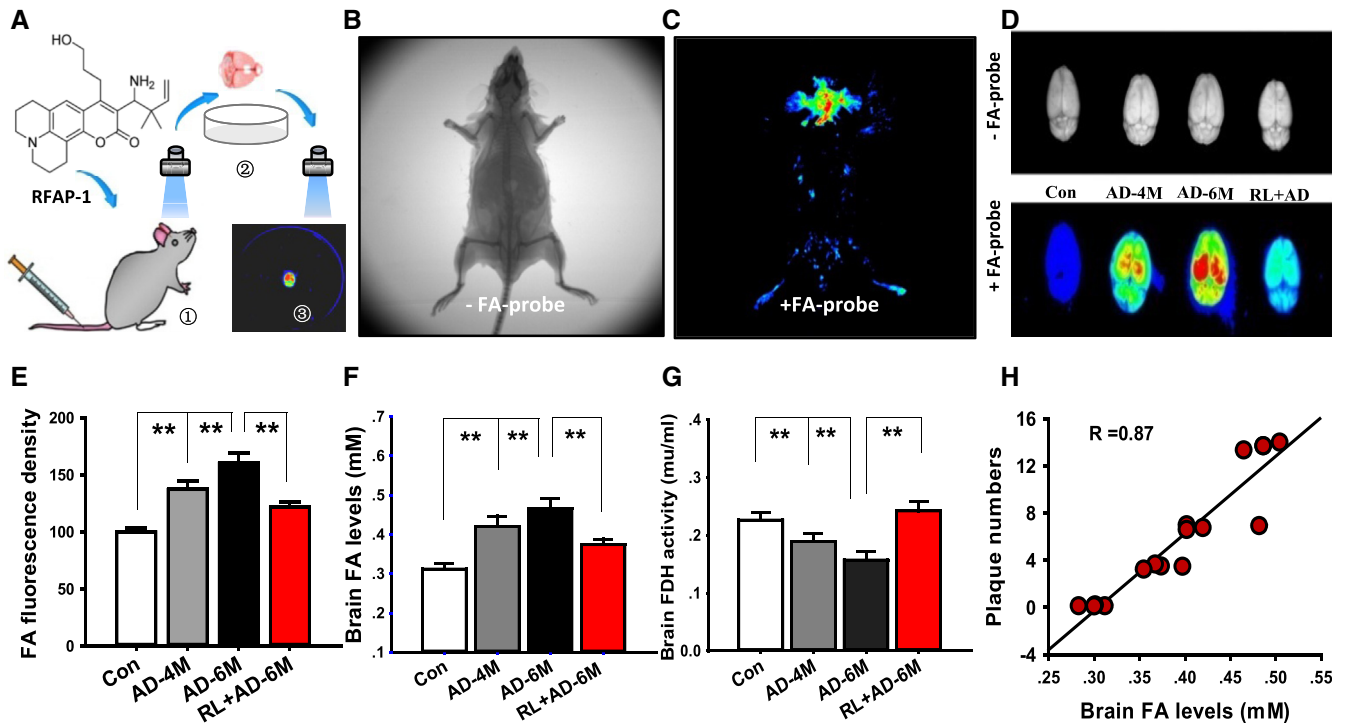 A
HO
NH₂
N
O
O
RFAP-1
①
②
③
B
- FA-probe
C
+FA-probe
D
- FA-probe
Con AD-4M AD-6M RL+AD
+ FA-probe
E
FA fluorescence density
200
150
100
50
0
** ** **
Con AD-4M AD-6M RL+AD-6M
F
Brain FA levels (mM)
.7
.6
.5
.4
.3
.2
.1
** ** **
Con AD-4M AD-6M RL+AD-6M
G
Brain FDH activity (mu/ml)
.4
.3
.2
.1
0.0
** ** **
Con AD-4M AD-6M RL+AD-6M
H
Plaque numbers
16
12
8
4
0
-4
R =0.87
.25 .30 .35 .40 .45 .50 .55
Brain FA levels (mM)